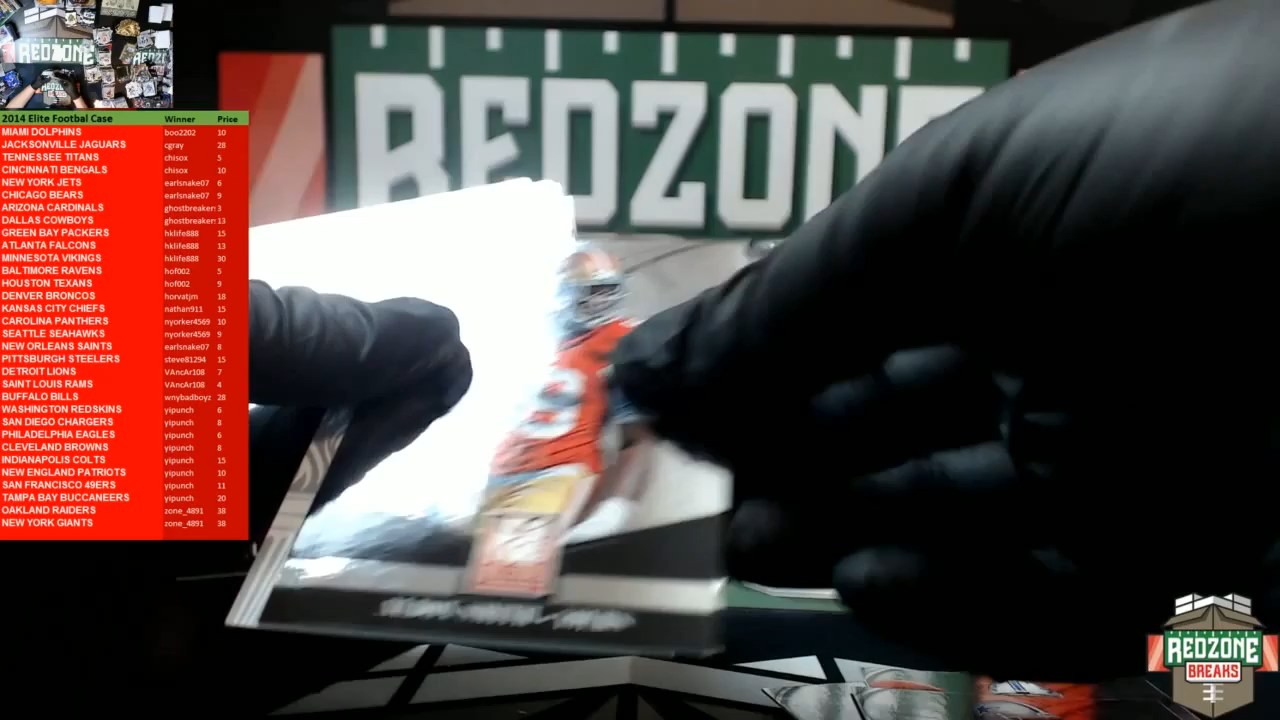 REDZONE
REDZONE
REDZ
2014 Elite Footbal Case Winner Price
MIAMI DOLPHINS boo2202 10
JACKSONVILLE JAGUARS cgray 28
TENNESSEE TITANS chisox 5
CINCINNATI BENGALS chisox 10
NEW YORK JETS earlsnake07 6
CHICAGO BEARS earlsnake07 9
ARIZONA CARDINALS ghostbreaker 3
DALLAS COWBOYS ghostbreaker 13
GREEN BAY PACKERS hklife888 15
ATLANTA FALCONS hklife888 13
MINNESOTA VIKINGS hklife888 30
BALTIMORE RAVENS hof002 5
HOUSTON TEXANS hof002 9
DENVER BRONCOS horvatjm 18
KANSAS CITY CHIEFS nathan911 15
CAROLINA PANTHERS nyorker4569 10
SEATTLE SEAHAWKS nyorker4569 9
NEW ORLEANS SAINTS earlsnake07 8
PITTSBURGH STEELERS steve81294 15
DETROIT LIONS VAncAr108 7
SAINT LOUIS RAMS VAncAr108 4
BUFFALO BILLS wnybadboyz 28
WASHINGTON REDSKINS yipunch 6
SAN DIEGO CHARGERS yipunch 8
PHILADELPHIA EAGLES yipunch 6
CLEVELAND BROWNS yipunch 8
INDIANAPOLIS COLTS yipunch 15
NEW ENGLAND PATRIOTS yipunch 10
SAN FRANCISCO 49ERS yipunch 11
TAMPA BAY BUCCANEERS yipunch 20
OAKLAND RAIDERS zone_4891 38
NEW YORK GIANTS zone_4891 38
REDZONE
BREAKS